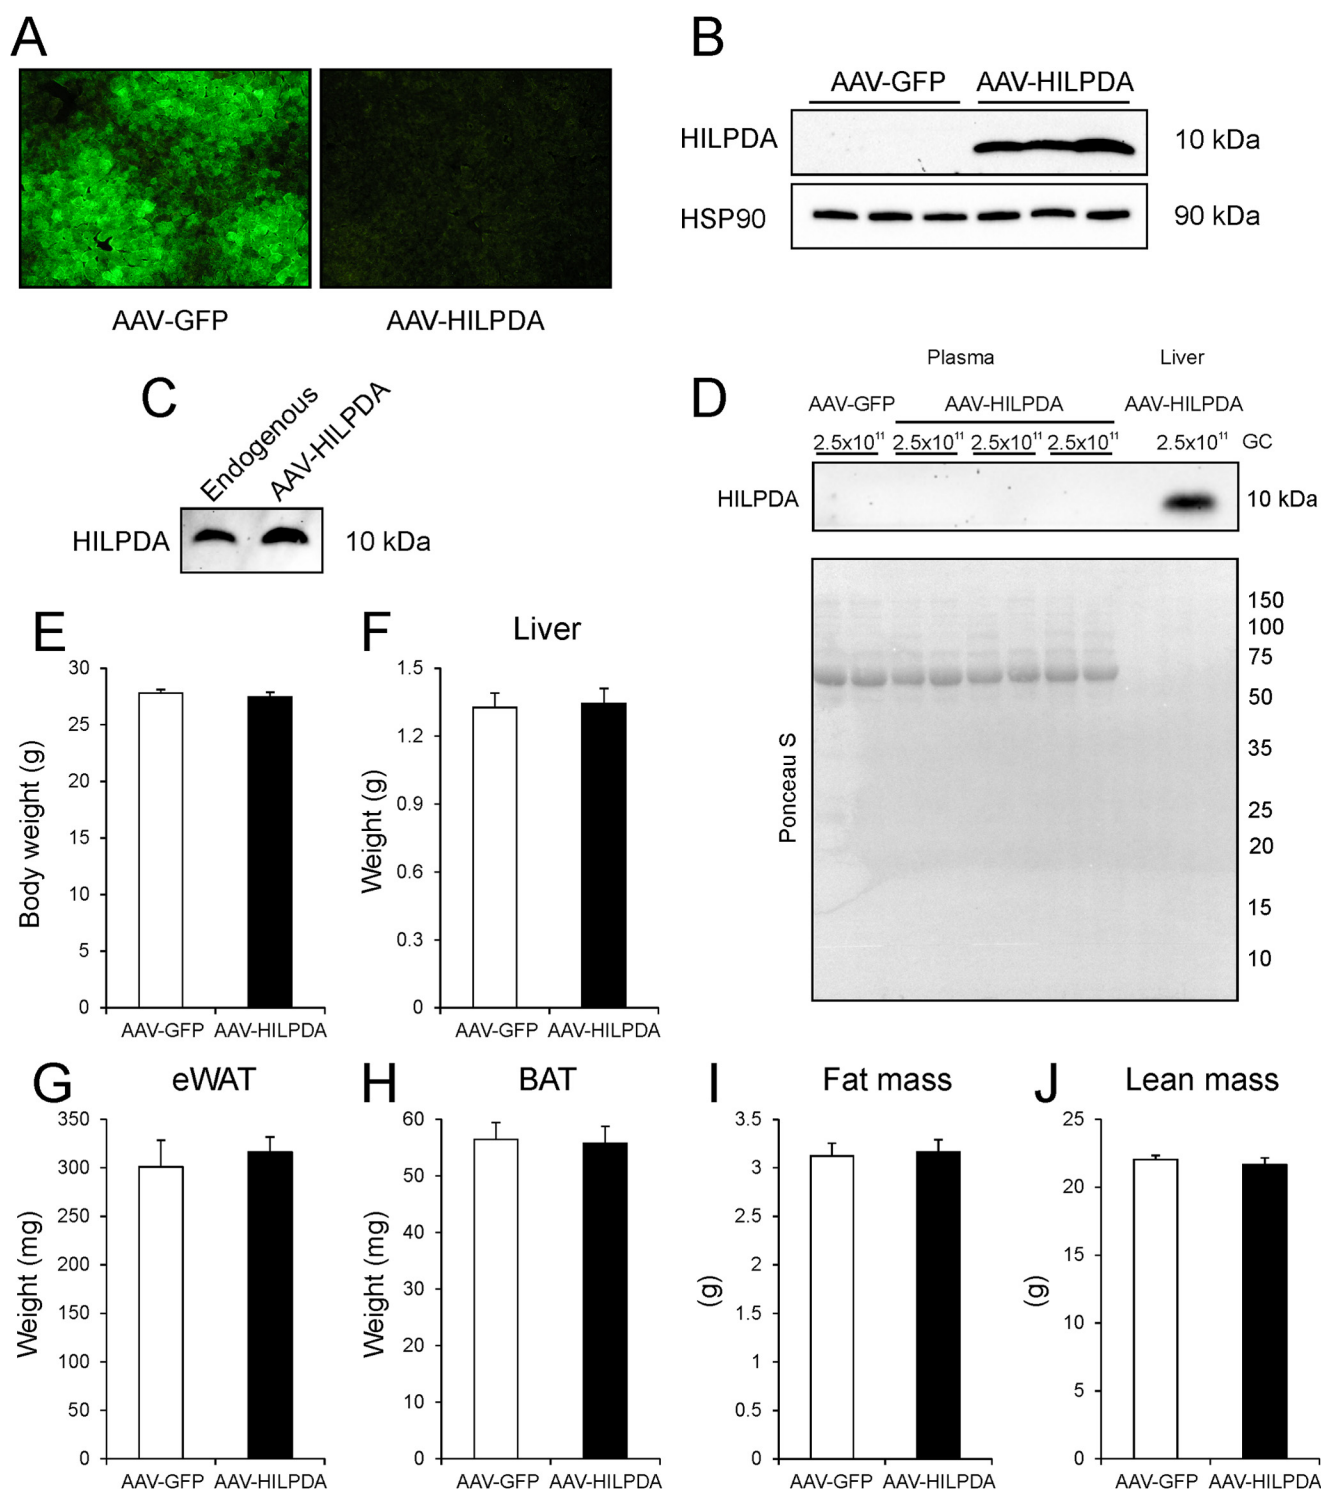 A
AAV-GFP
AAV-HILPDA
B
AAV-GFP
AAV-HILPDA
HILPDA
10 kDa
HSP90
90 kDa
C
Endogenous
AAV-HILPDA
HILPDA
10 kDa
D
Plasma
Liver
AAV-GFP
AAV-HILPDA
AAV-HILPDA
2.5x10¹¹
2.5x10¹¹
2.5x10¹¹
2.5x10¹¹
2.5x10¹¹
GC
HILPDA
10 kDa
Ponceau S
150
100
75
50
35
25
20
15
10
E
Body weight (g)
30
25
20
15
10
5
0
AAV-GFP
AAV-HILPDA
F
Liver
Weight (g)
1.5
1.2
0.9
0.6
0.3
0
AAV-GFP
AAV-HILPDA
G
eWAT
Weight (mg)
350
300
250
200
150
100
50
0
AAV-GFP
AAV-HILPDA
H
BAT
Weight (mg)
60
50
40
30
20
10
0
AAV-GFP
AAV-HILPDA
I
Fat mass
(g)
3.5
3
2.5
2
1.5
1
0.5
0
AAV-GFP
AAV-HILPDA
J
Lean mass
(g)
25
20
15
10
5
0
AAV-GFP
AAV-HILPDA